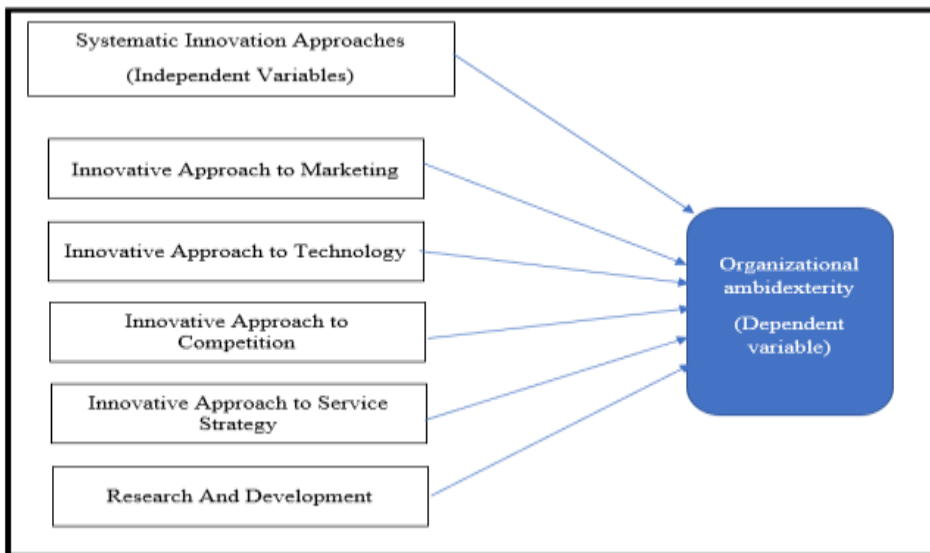 Systematic Innovation Approaches
(Independent Variables)
Innovative Approach to Marketing
Innovative Approach to Technology
Innovative Approach to
Competition
Innovative Approach to Service
Strategy
Research And Development
Organizational
ambidexterity
(Dependent
variable)